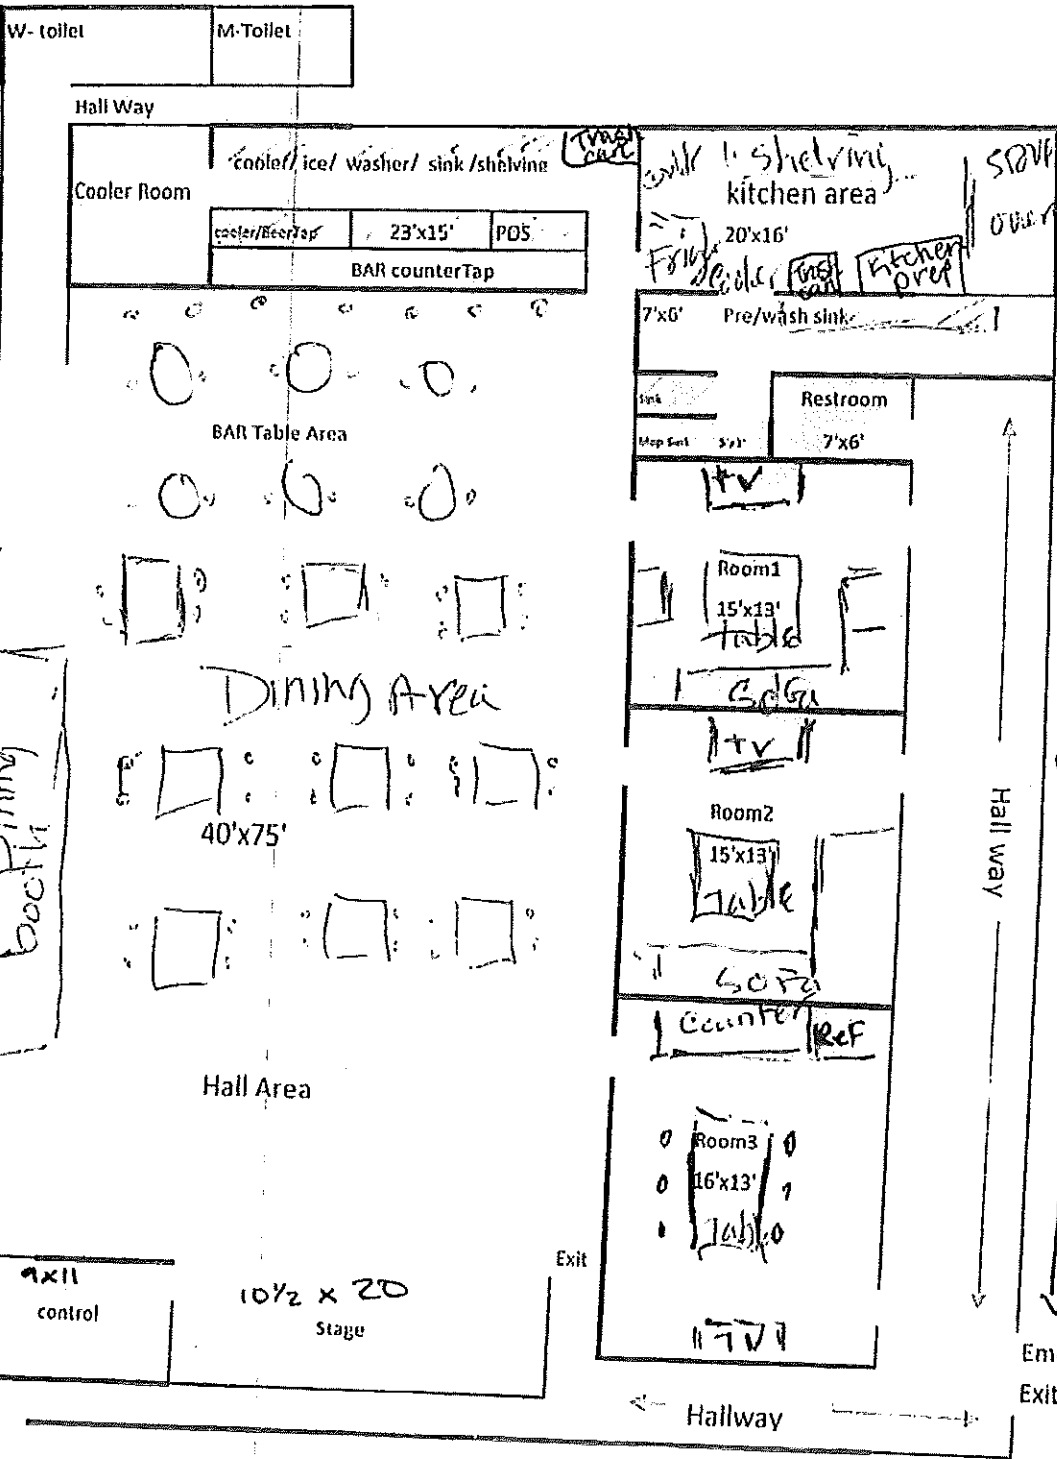 W- toilet
M-Toilet
Hall Way
Cooler Room
cooler/ ice/ washer/ sink /shelving
Trash can
cooler/BeerTap
23'x15'
POS
BAR counterTap
shelving
kitchen area
20'x16'
Fridge
Cooler
Trash can
Kitchen prep
stove
oven
7'x6'
Pre/wash sink
Sink
Mop Sink
Restroom
7'x6'
BAR Table Area
tv
Room1
15'x13'
table
Dining Area
Dining booth
40'x75'
tv
Room2
15'x13'
Table
Sofa
Hall way
Counter
Ref
Hall Area
Room3
16'x13'
Table
TV
Exit
9x11
control
10½ x 20
Stage
Hallway
Em
Exit